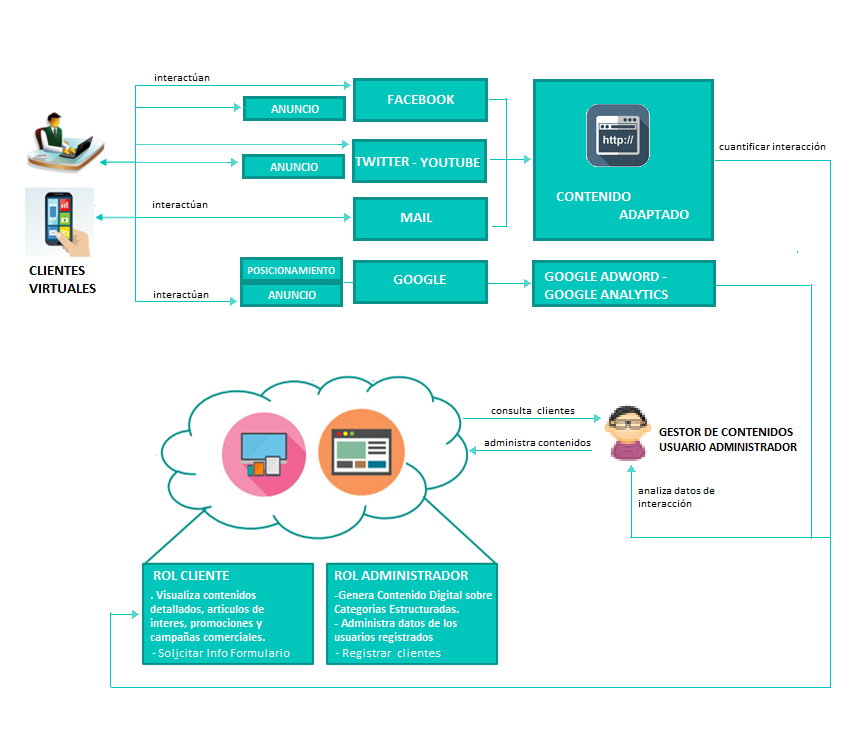 interactúan
ANUNCIO
FACEBOOK
http://
ANUNCIO
TWITTER - YOUTUBE
cuantificar interacción
CONTENIDO
ADAPTADO
interactúan
MAIL
CLIENTES
VIRTUALES
POSICIONAMIENTO
interactúan
ANUNCIO
GOOGLE
GOOGLE ADWORD -
GOOGLE ANALYTICS
consulta clientes
administra contenidos
GESTOR DE CONTENIDOS
USUARIO ADMINISTRADOR
analiza datos de
interacción
ROL CLIENTE
. Visualiza contenidos
detallados, articulos de
interes, promociones y
campañas comerciales.
- Solicitar Info Formulario
ROL ADMINISTRADOR
-Genera Contenido Digital sobre
Categorias Estructuradas.
- Administra datos de los
usuarios registrados
- Registrar clientes